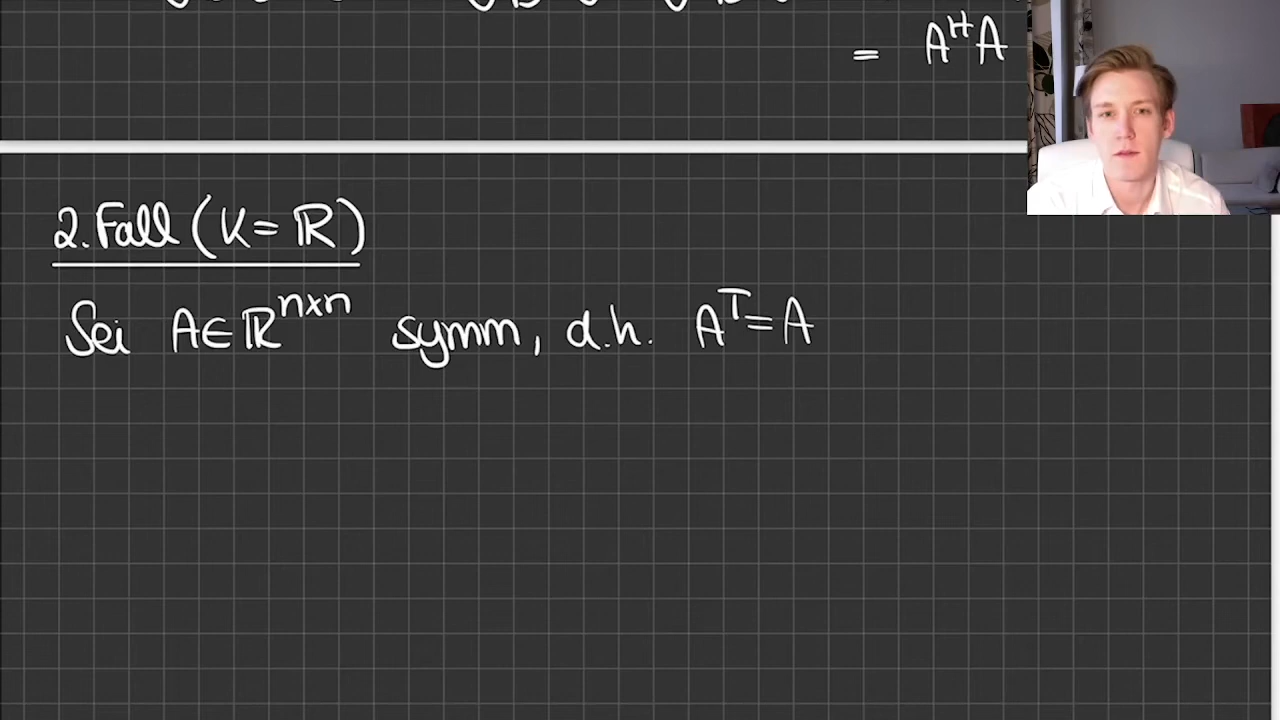 = A^H A
2. Fall (K = ℝ)
Sei A ∈ ℝ^{n×n} symm, d.h. A^T = A